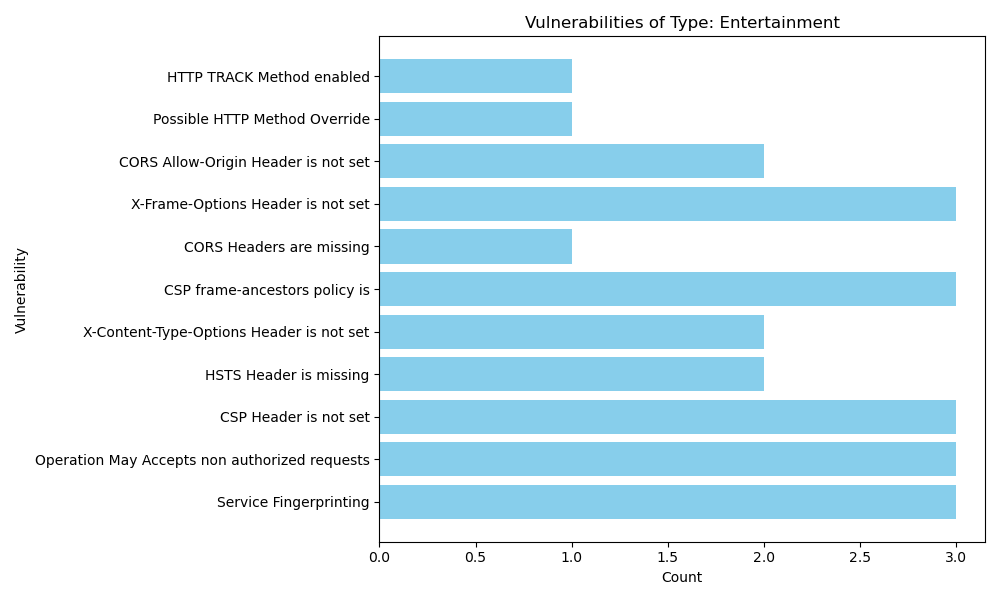 Vulnerabilities of Type: Entertainment
HTTP TRACK Method enabled
Possible HTTP Method Override
CORS Allow-Origin Header is not set
X-Frame-Options Header is not set
CORS Headers are missing
CSP frame-ancestors policy is
X-Content-Type-Options Header is not set
HSTS Header is missing
CSP Header is not set
Operation May Accepts non authorized requests
Service Fingerprinting
Vulnerability
0.0 0.5 1.0 1.5 2.0 2.5 3.0
Count